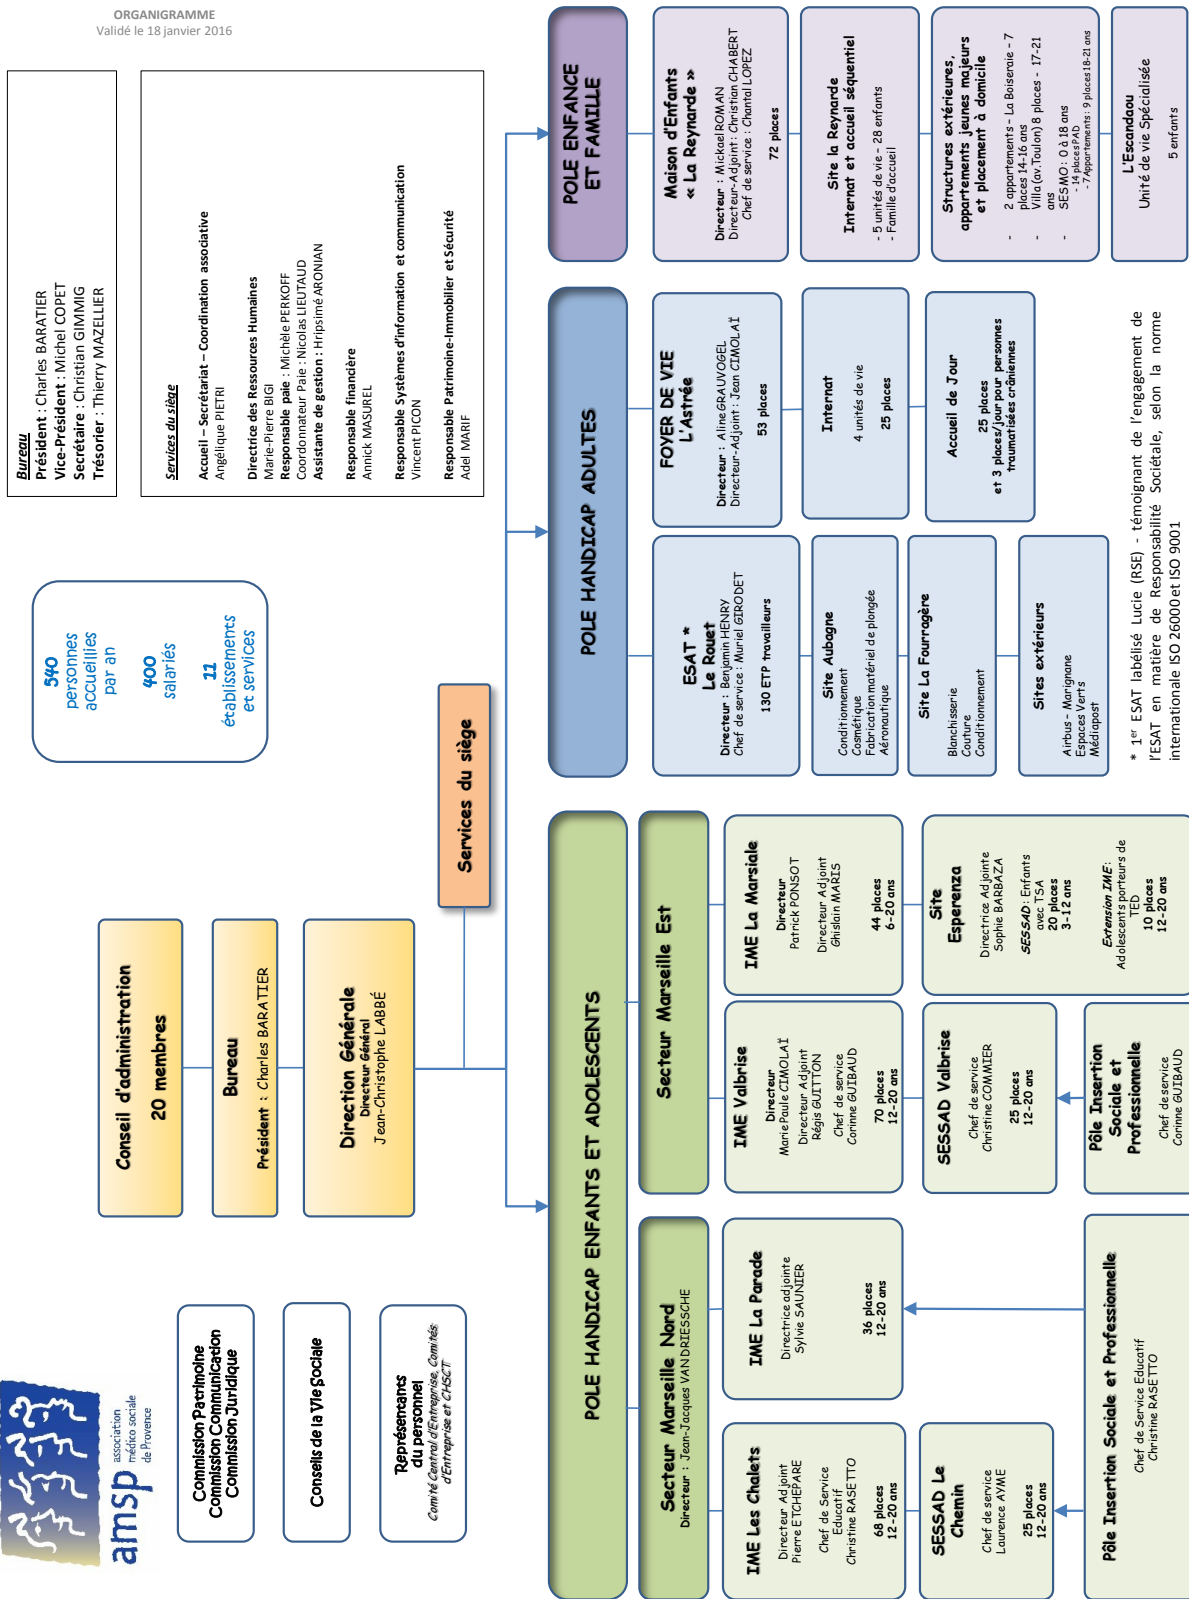 ORGANIGRAMME
Validé le 18 janvier 2016
amsp
association
médico sociale
de Provence
Commission Patrimoine
Commission Communication
Commission Juridique
Conseils de la Vie Sociale
Représentants
du personnel
Comité Central d'Entreprise, Comités
d'Entreprise et CHSCT
Conseil d'administration
20 membres
Bureau
Président : Charles BARATIER
Direction Générale
Directeur Général
Jean-Christophe LABBÉ
Services du siège
540
personnes
accueillies
par an
400
salariés
11
établissements
et services
Bureau
Président : Charles BARATIER
Vice-Président : Michel COPET
Secrétaire : Christian GIMMIG
Trésorier : Thierry MAZELLIER
Services du siège
Accueil – Secrétariat – Coordination associative
Angélique PIETRI
Directrice des Ressources Humaines
Marie-Pierre BIGI
Responsable paie : Michèle PERKOFF
Coordonnateur Paie : Nicolas LIEUTAUD
Assistante de gestion : Hripsimé ARONIAN
Responsable financière
Annick MASUREL
Responsable Systèmes d'information et communication
Vincent PICON
Responsable Patrimoine-Immobilier et Sécurité
Adel MARIF
POLE HANDICAP ENFANTS ET ADOLESCENTS
Secteur Marseille Nord
Directeur : Jean-Jacques VANDRIESSCHE
IME Les Chalets
Directeur Adjoint
Pierre ETCHEPARE
Chef de Service
Educatif
Christine RASETTO
68 places
12-20 ans
SESSAD Le
Chemin
Chef de service
Laurence AYME
25 places
12-20 ans
IME La Parade
Directrice adjointe
Sylvie SAUNIER
36 places
12-20 ans
Pôle Insertion Sociale et Professionnelle
Chef de Service Educatif
Christine RASETTO
Secteur Marseille Est
IME Valbrise
Directeur
Marie Paule CIMOLAÏ
Directeur Adjoint
Régis GUITTON
Chef de service
Corinne GUIBAUD
70 places
12-20 ans
SESSAD Valbrise
Chef de service
Christine COMMIER
25 places
12-20 ans
Pôle Insertion
Sociale et
Professionnelle
Chef de service
Corinne GUIBAUD
IME La Marsiale
Directeur
Patrick PONSOT
Directeur Adjoint
Ghislain MARIS
44 places
6-20 ans
Site
Esperenza
Directrice Adjointe
Sophie BARBAZA
SESSAD: Enfants
avec TSA
20 places
3-12 ans
Extension IME:
Adolescents porteurs de
TED
10 places
12-20 ans
POLE HANDICAP ADULTES
ESAT *
Le Rouet
Directeur : Benjamin HENRY
Chef de service : Muriel GIRODET
130 ETP travailleurs
Site Aubagne
Conditionnement
Cosmétique
Fabrication matériel de plongée
Aéronautique
Site La Fourragère
Blanchisserie
Couture
Conditionnement
Sites extérieurs
Airbus – Marignane
Espaces Verts
Médiapost
FOYER DE VIE
L'Astrée
Directeur : Aline GRAUVOGEL
Directeur-Adjoint : Jean CIMOLAÏ
53 places
Internat
4 unités de vie
25 places
Accueil de Jour
25 places
et 3 places/jour pour personnes
traumatisées crâniennes
* 1er ESAT labélisé Lucie (RSE) - témoignant de l'engagement de
l'ESAT en matière de Responsabilité Sociétale, selon la norme
internationale ISO 26000 et ISO 9001
POLE ENFANCE
ET FAMILLE
Maison d'Enfants
« La Reynarde »
Directeur : Mickael ROMAN
Directeur-Adjoint : Christian CHABERT
Chef de service : Chantal LOPEZ
72 places
Site la Reynarde
Internat et accueil séquentiel
- 5 unités de vie – 28 enfants
- Famille d'accueil
Structures extérieures,
appartements jeunes majeurs
et placement à domicile
- 2 appartements – La Boiseraie – 7
places 14-16 ans
- Villa (av. Toulon) 8 places – 17-21
ans
- SESMO: 0 à 18 ans
- 14 places PAD
- 7 Appartements : 9 places 18-21 ans
L'Escandaou
Unité de vie Spécialisée
5 enfants